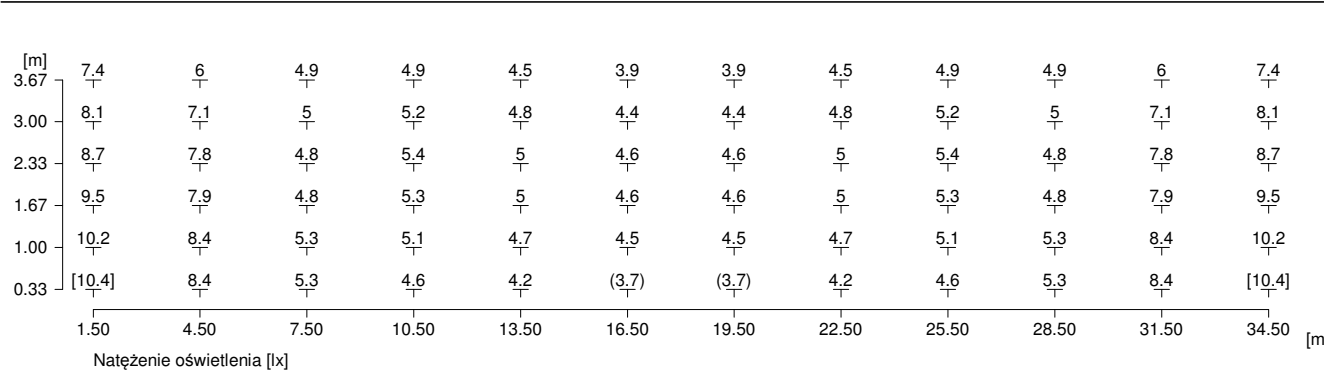 [m]
3.67 7.4 6 4.9 4.9 4.5 3.9 3.9 4.5 4.9 4.9 6 7.4
3.00 8.1 7.1 5 5.2 4.8 4.4 4.4 4.8 5.2 5 7.1 8.1
2.33 8.7 7.8 4.8 5.4 5 4.6 4.6 5 5.4 4.8 7.8 8.7
1.67 9.5 7.9 4.8 5.3 5 4.6 4.6 5 5.3 4.8 7.9 9.5
1.00 10.2 8.4 5.3 5.1 4.7 4.5 4.5 4.7 5.1 5.3 8.4 10.2
0.33 [10.4] 8.4 5.3 4.6 4.2 (3.7) (3.7) 4.2 4.6 5.3 8.4 [10.4]
1.50 4.50 7.50 10.50 13.50 16.50 19.50 22.50 25.50 28.50 31.50 34.50 [m
Natężenie oświetlenia [lx]